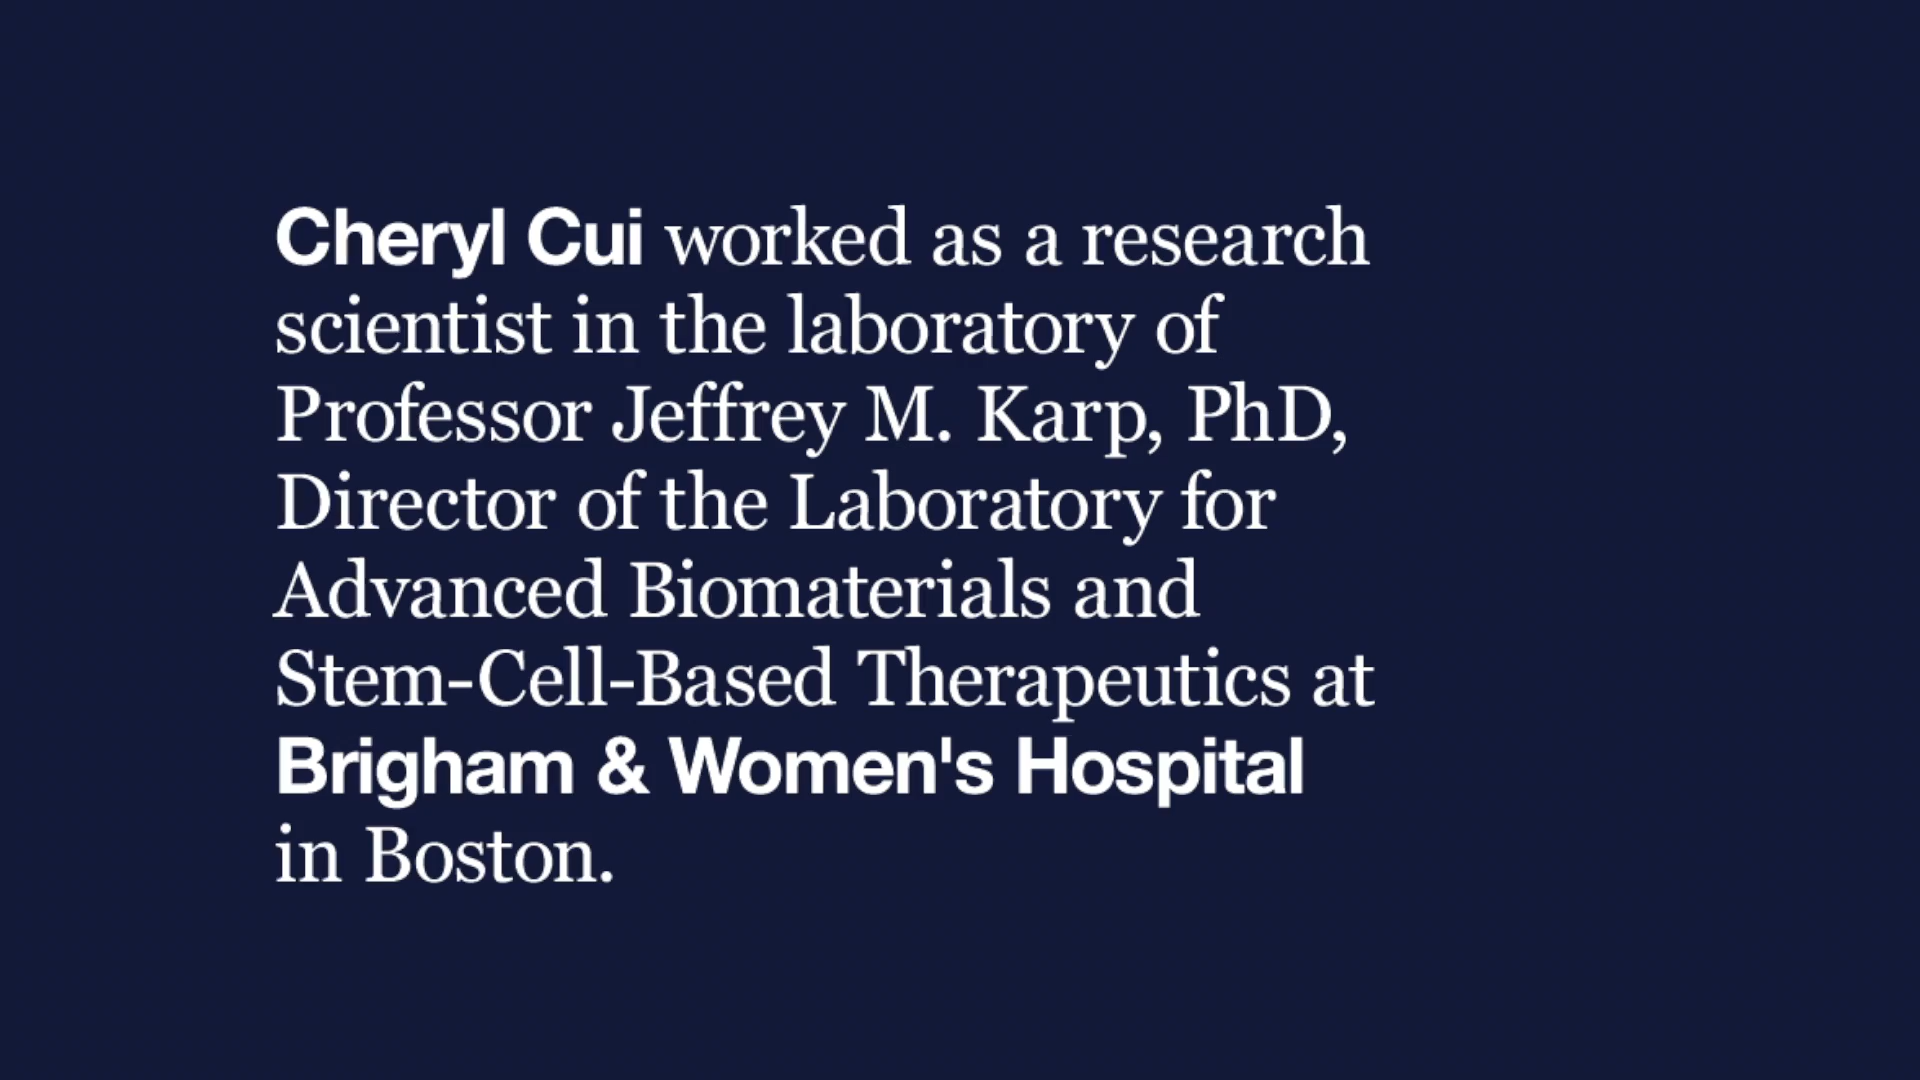 Cheryl Cui worked as a research
scientist in the laboratory of
Professor Jeffrey M. Karp, PhD,
Director of the Laboratory for
Advanced Biomaterials and
Stem-Cell-Based Therapeutics at
Brigham & Women's Hospital
in Boston.